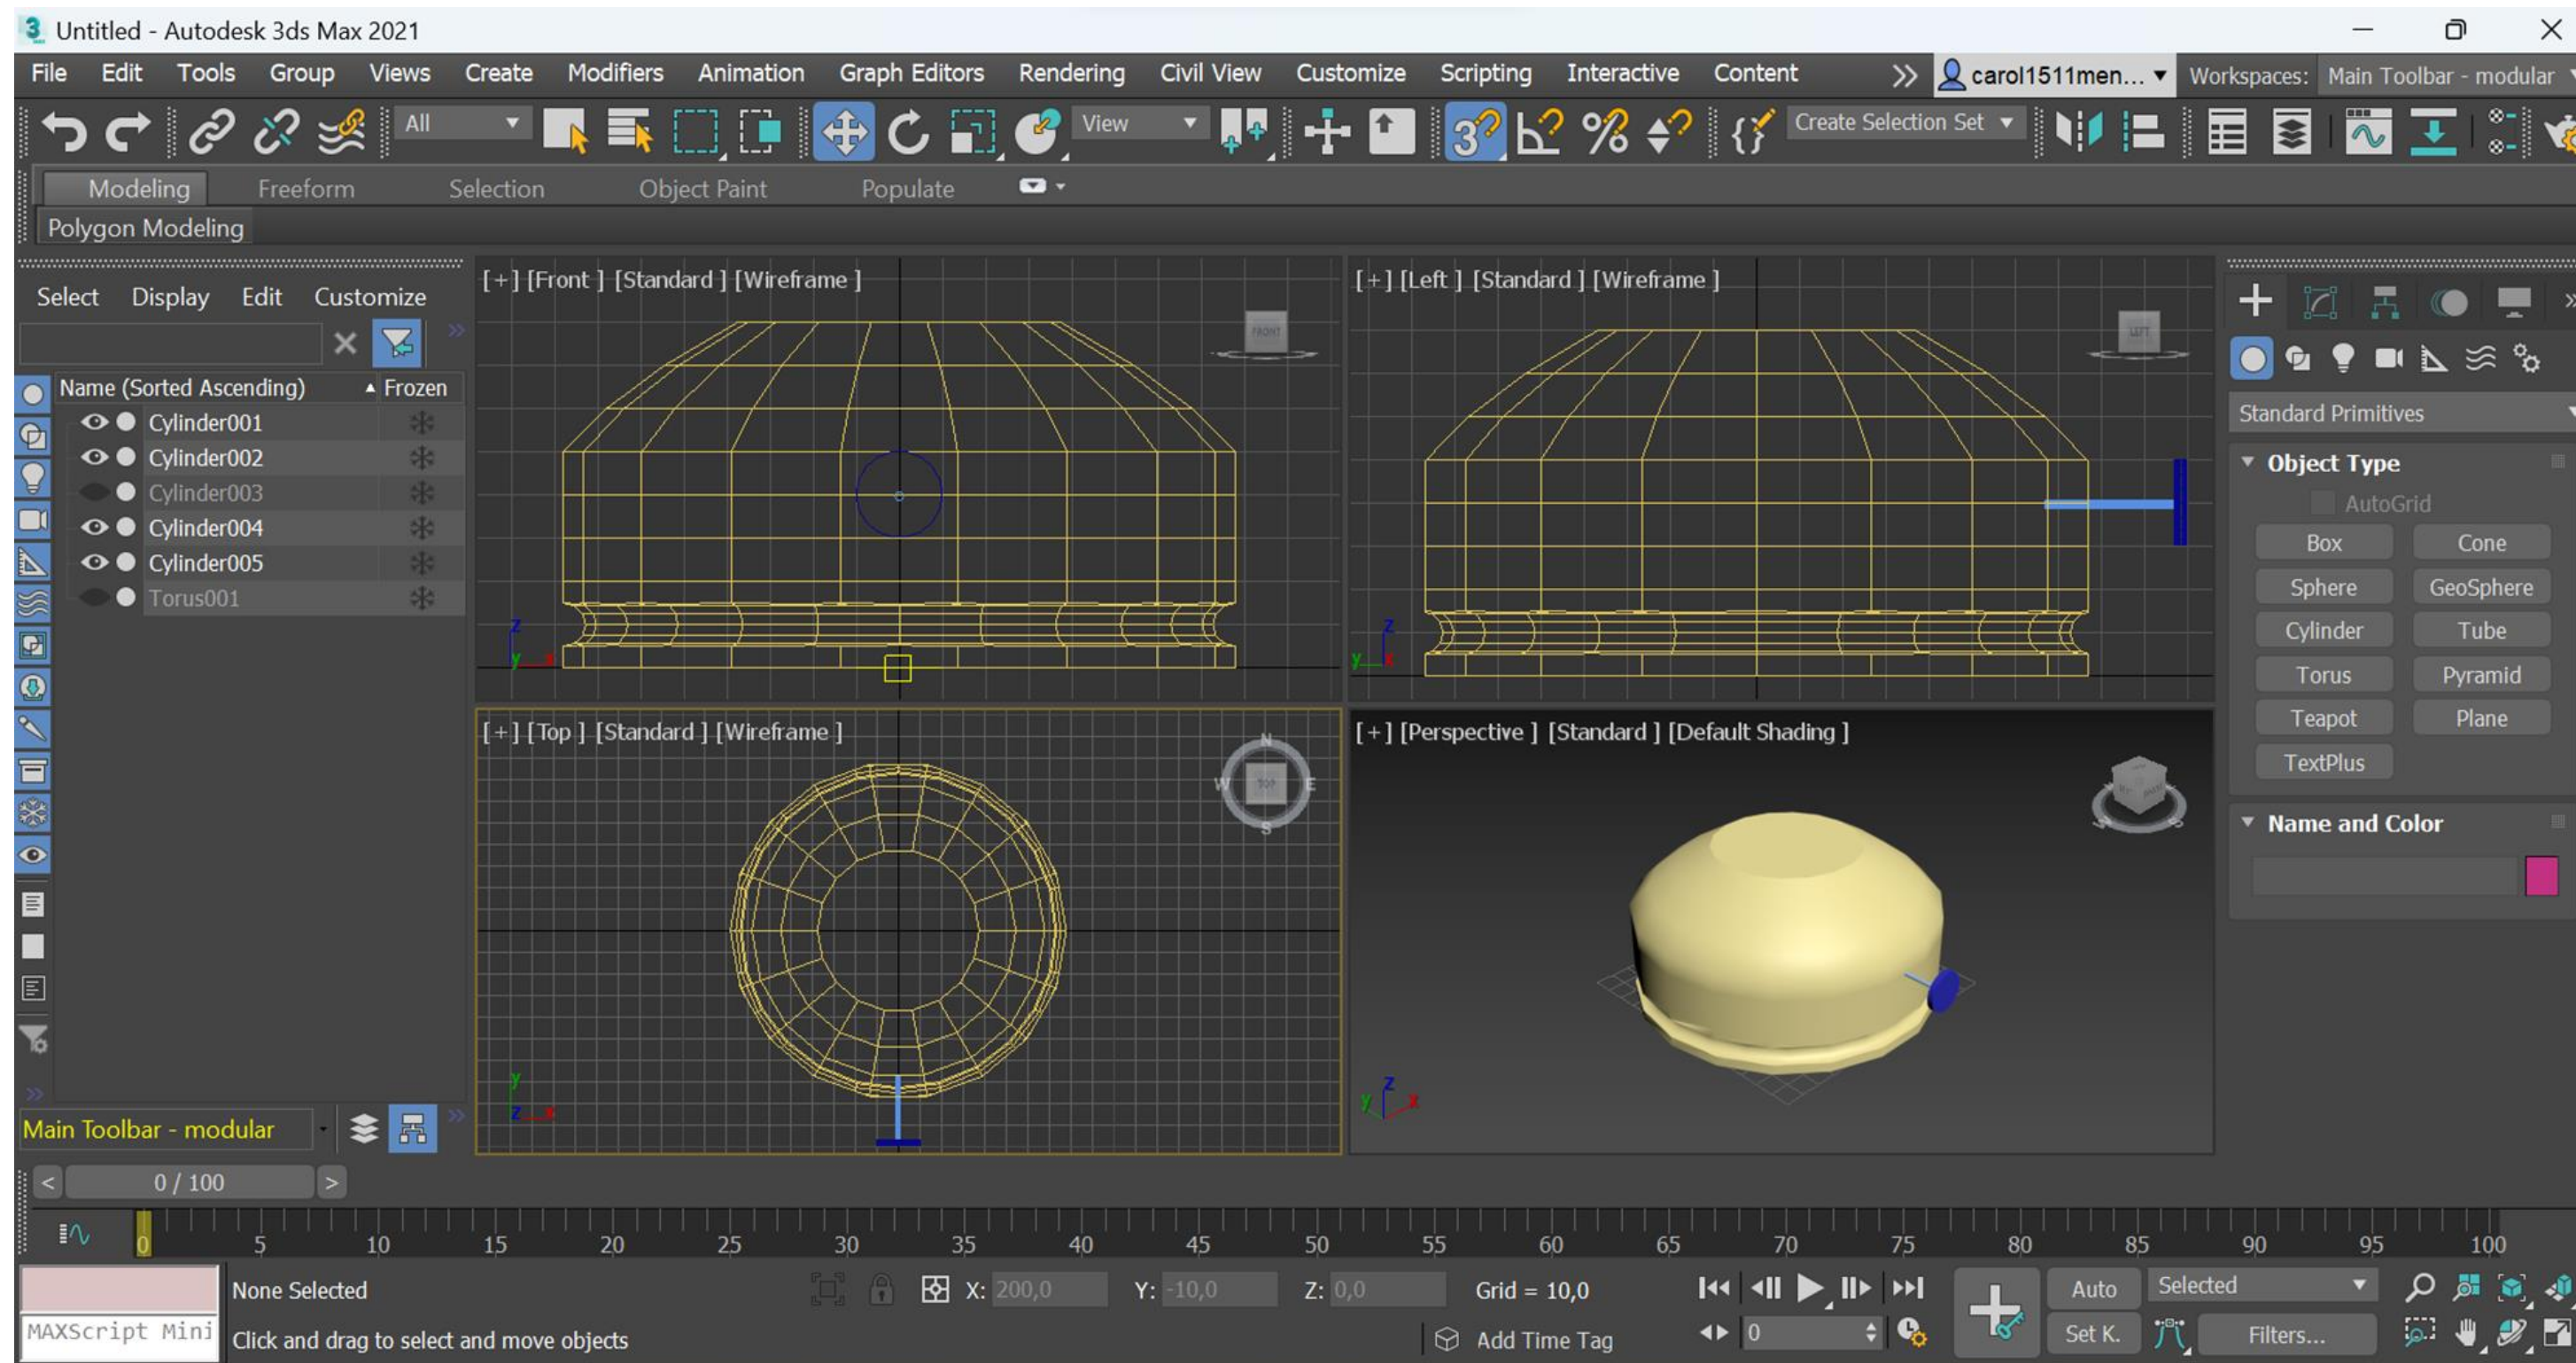 Untitled - Autodesk 3ds Max 2021
File Edit Tools Group Views Create Modifiers Animation Graph Editors Rendering Civil View Customize Scripting Interactive Content carol1511men... Workspaces: Main Toolbar - modular
All View 3 Create Selection Set
Modeling Freeform Selection Object Paint Populate
Polygon Modeling
Select Display Edit Customize
Name (Sorted Ascending) Frozen
Cylinder001
Cylinder002
Cylinder003
Cylinder004
Cylinder005
Torus001
Main Toolbar - modular
[+] [Front ] [Standard ] [Wireframe ]
FRONT
z
y x
[+] [Left ] [Standard ] [Wireframe ]
LEFT
z
y x
[+] [Top ] [Standard ] [Wireframe ]
N
W TOP E
S
y
z x
[+] [Perspective ] [Standard ] [Default Shading ]
z
y x
Standard Primitives
Object Type
AutoGrid
Box Cone
Sphere GeoSphere
Cylinder Tube
Torus Pyramid
Teapot Plane
TextPlus
Name and Color
< 0 / 100 >
0 5 10 15 20 25 30 35 40 45 50 55 60 65 70 75 80 85 90 95 100
None Selected X: 200,0 Y: -10,0 Z: 0,0 Grid = 10,0 Auto Selected
MAXScript Mini Click and drag to select and move objects Add Time Tag 0 Set K. Filters...